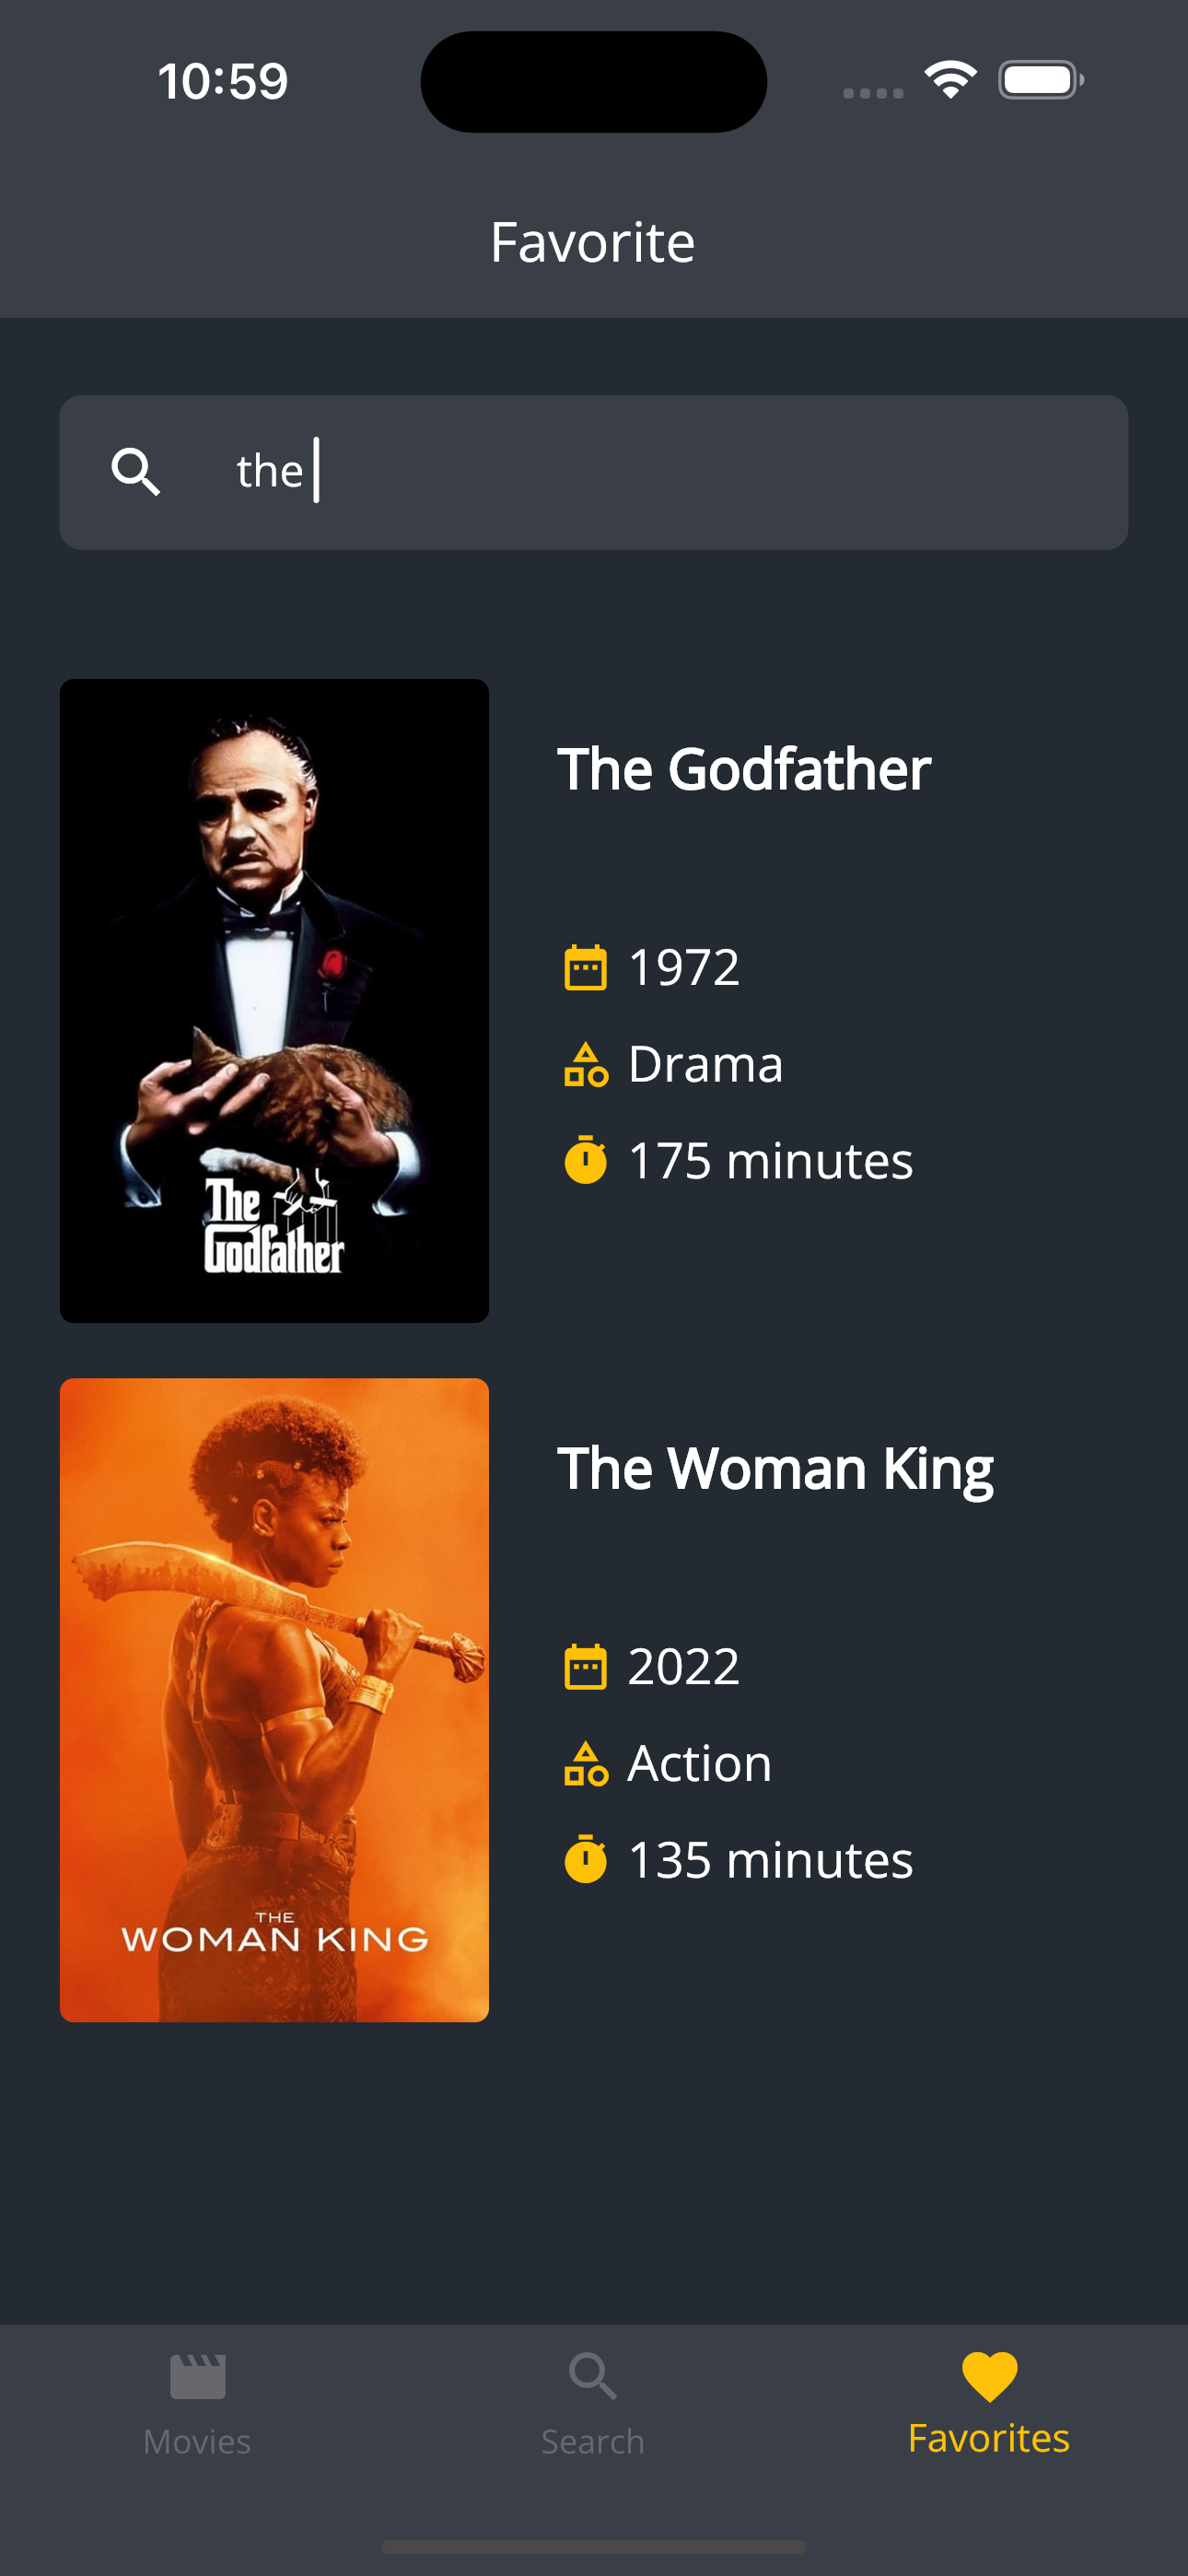 10:59
Favorite
the
The Godfather
1972
Drama
175 minutes
The
Godfather
The Woman King
2022
Action
135 minutes
THE
WOMAN KING
Movies
Search
Favorites